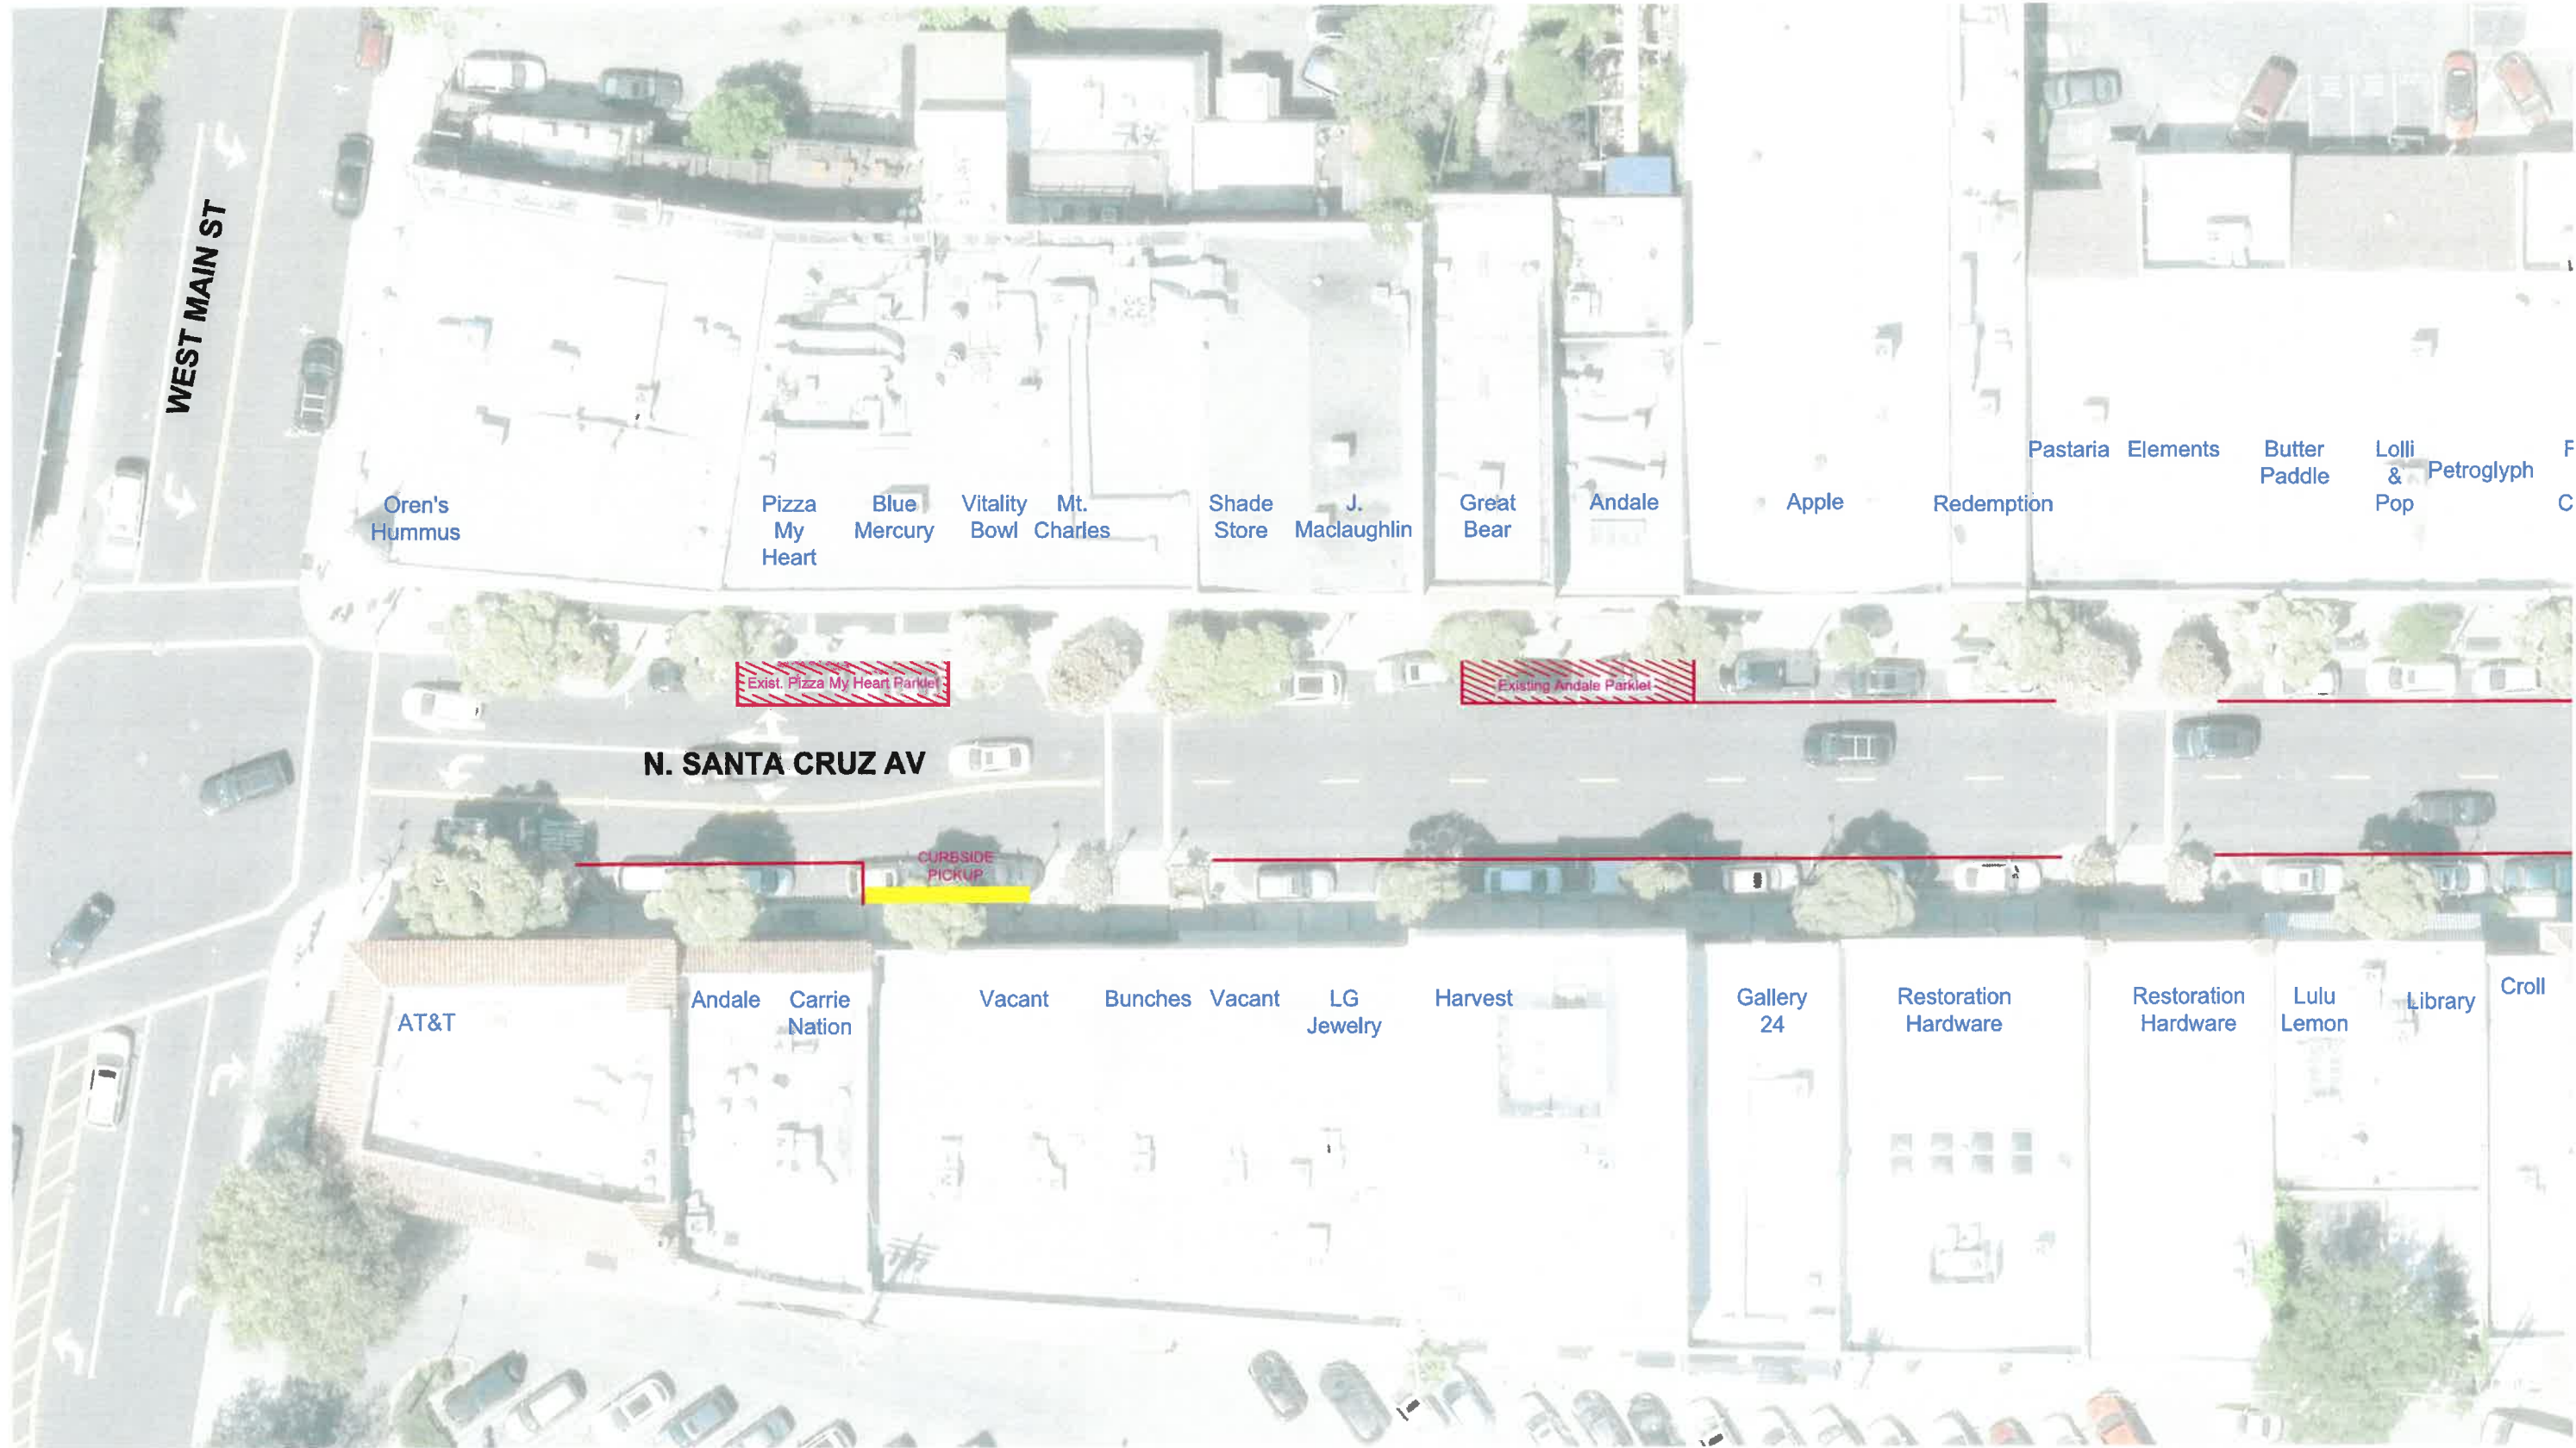 WEST MAIN ST
Pastaria
Elements
Butter
Paddle
Lolli
&
Pop
Petroglyph
F
C
Oren's
Hummus
Pizza
My
Heart
Blue
Mercury
Vitality
Bowl
Mt.
Charles
Shade
Store
J.
Maclaughlin
Great
Bear
Andale
Apple
Redemption
Exist. Pizza My Heart Parklet
Existing Andale Parklet
N. SANTA CRUZ AV
CURBSIDE
PICKUP
AT&T
Andale
Carrie
Nation
Vacant
Bunches
Vacant
LG
Jewelry
Harvest
Gallery
24
Restoration
Hardware
Restoration
Hardware
Lulu
Lemon
Library
Croll